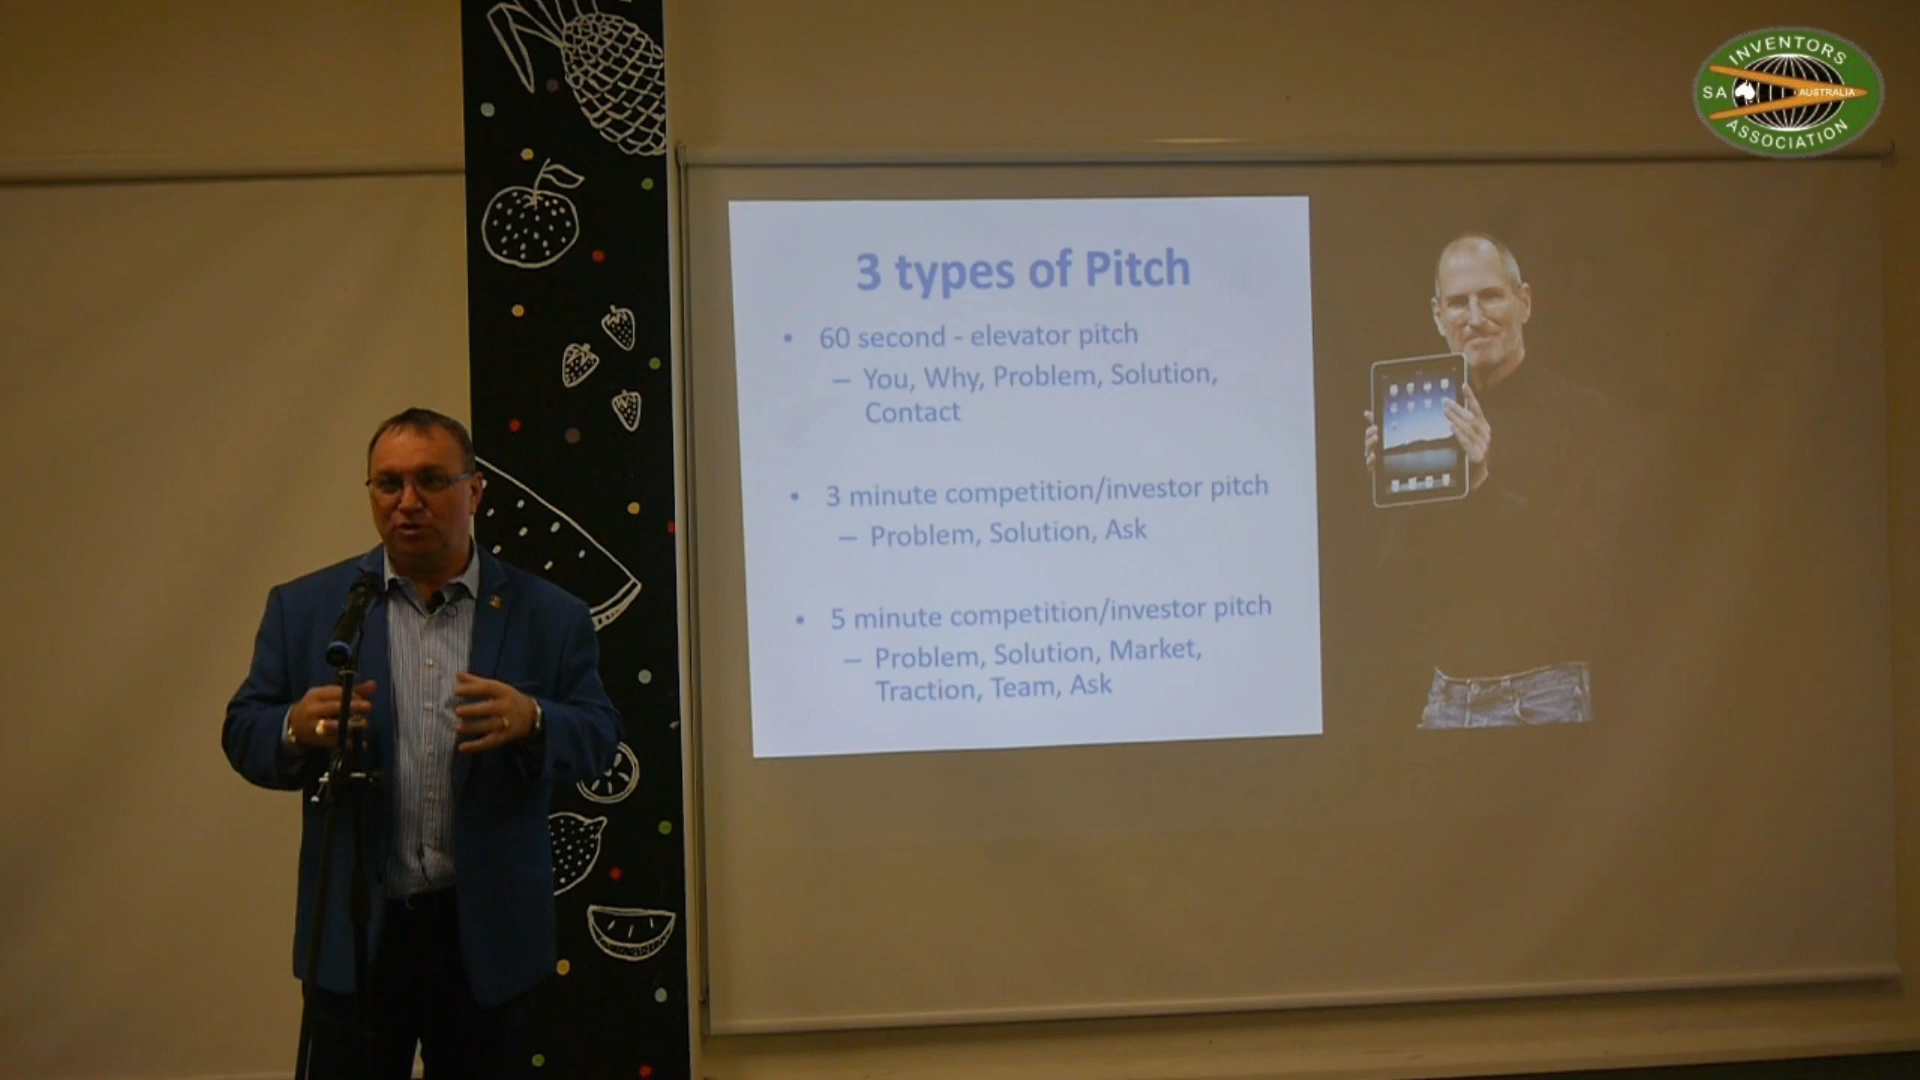 INVENTORS
SA AUSTRALIA
ASSOCIATION
3 types of Pitch
• 60 second - elevator pitch
– You, Why, Problem, Solution,
Contact
• 3 minute competition/investor pitch
– Problem, Solution, Ask
• 5 minute competition/investor pitch
– Problem, Solution, Market,
Traction, Team, Ask